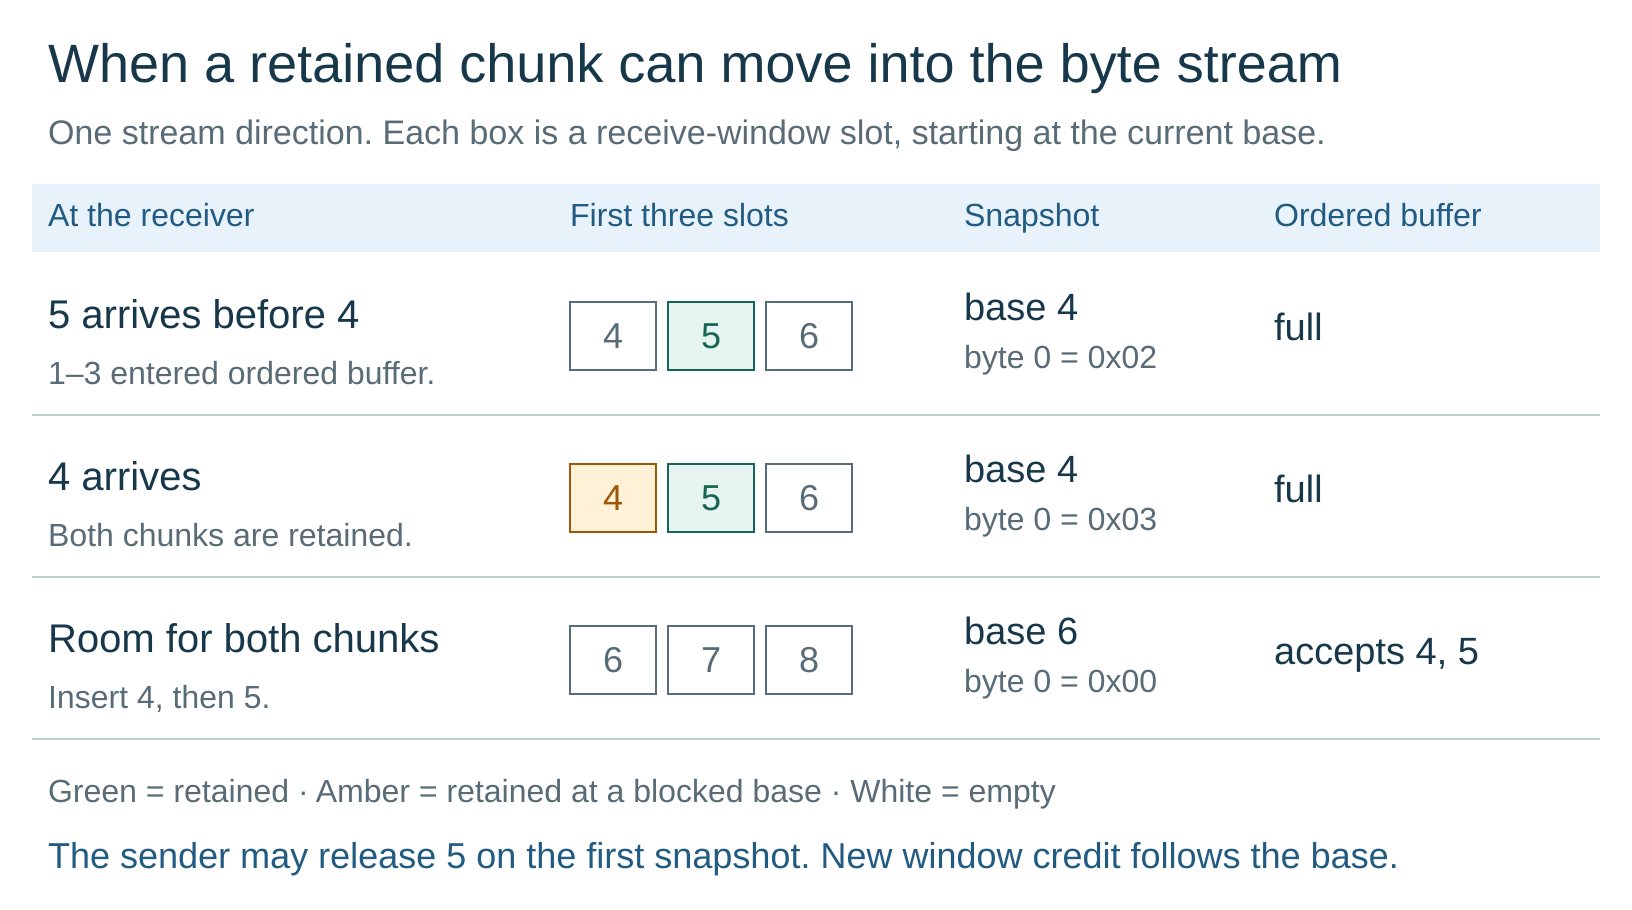 When a retained chunk can move into the byte stream
One stream direction. Each box is a receive-window slot, starting at the current base.
At the receiver First three slots Snapshot Ordered buffer
5 arrives before 4
1–3 entered ordered buffer.
4 5 6
base 4
byte 0 = 0x02
full
4 arrives
Both chunks are retained.
4 5 6
base 4
byte 0 = 0x03
full
Room for both chunks
Insert 4, then 5.
6 7 8
base 6
byte 0 = 0x00
accepts 4, 5
Green = retained · Amber = retained at a blocked base · White = empty
The sender may release 5 on the first snapshot. New window credit follows the base.